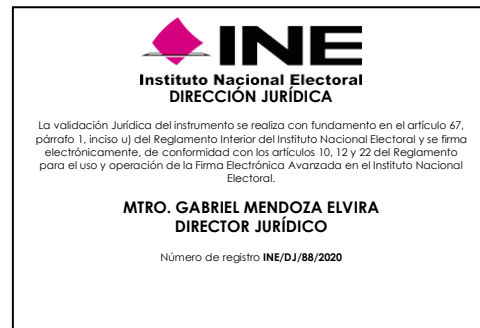 INE
Instituto Nacional Electoral
DIRECCIÓN JURÍDICA
La validación Jurídica del instrumento se realiza con fundamento en el artículo 67,
párrafo 1, inciso u) del Reglamento Interior del Instituto Nacional Electoral y se firma
electrónicamente, de conformidad con los artículos 10, 12 y 22 del Reglamento
para el uso y operación de la Firma Electrónica Avanzada en el Instituto Nacional
Electoral.
MTRO. GABRIEL MENDOZA ELVIRA
DIRECTOR JURÍDICO
Número de registro INE/DJ/88/2020